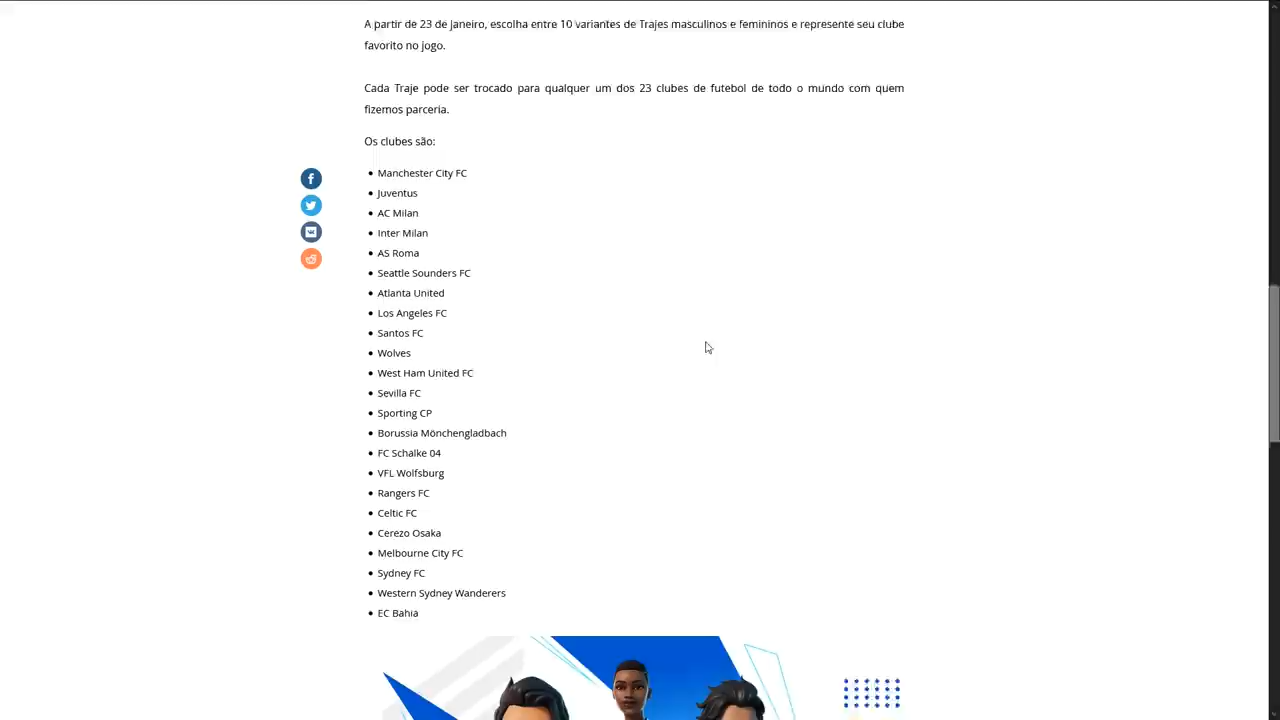 A partir de 23 de janeiro, escolha entre 10 variantes de Trajes masculinos e femininos e represente seu clube
favorito no jogo.
Cada Traje pode ser trocado para qualquer um dos 23 clubes de futebol de todo o mundo com quem
fizemos parceria.
Os clubes são:
Manchester City FC
Juventus
AC Milan
Inter Milan
AS Roma
Seattle Sounders FC
Atlanta United
Los Angeles FC
Santos FC
Wolves
West Ham United FC
Sevilla FC
Sporting CP
Borussia Mönchengladbach
FC Schalke 04
VFL Wolfsburg
Rangers FC
Celtic FC
Cerezo Osaka
Melbourne City FC
Sydney FC
Western Sydney Wanderers
EC Bahia